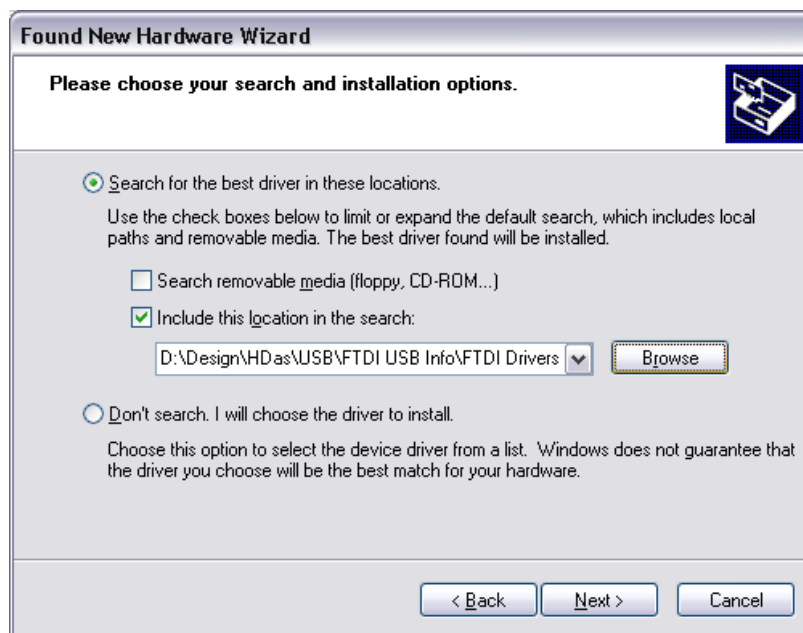 Found New Hardware Wizard
Please choose your search and installation options.
Search for the best driver in these locations.
Use the check boxes below to limit or expand the default search, which includes local
paths and removable media. The best driver found will be installed.
Search removable media (floppy, CD-ROM...)
Include this location in the search:
D:\Design\HDas\USB\FTDI USB Info\FTDI Drivers
Browse
Don't search. I will choose the driver to install.
Choose this option to select the device driver from a list.  Windows does not guarantee that
the driver you choose will be the best match for your hardware.
< Back
Next >
Cancel